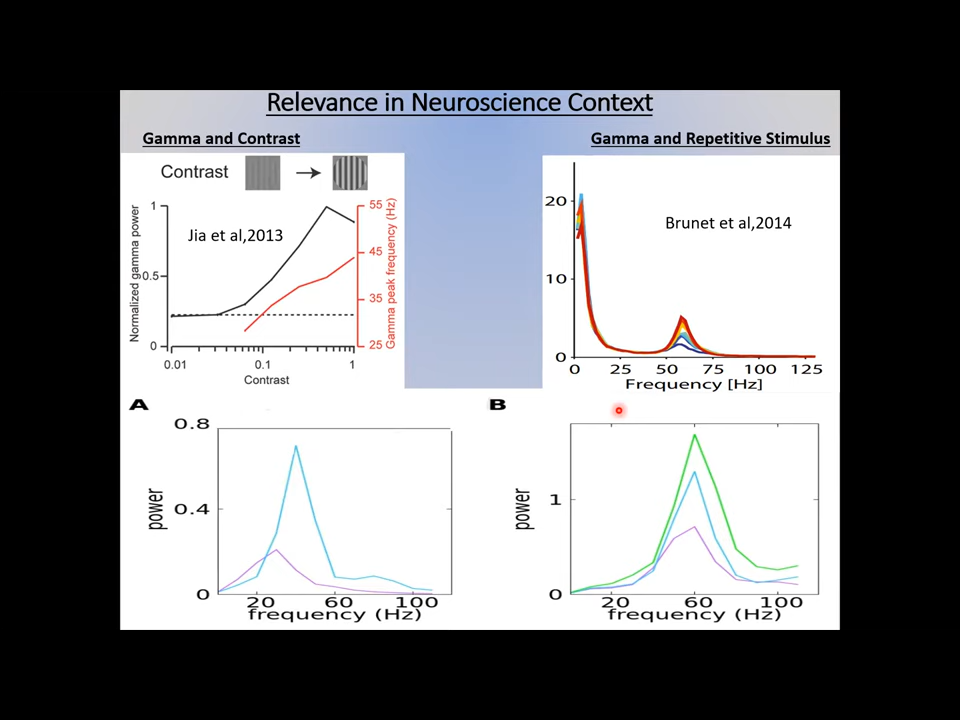 Relevance in Neuroscience Context
Gamma and Contrast
Gamma and Repetitive Stimulus
Contrast
Jia et al,2013
Normalized gamma power
1
0.5
0
0.01
0.1
1
Contrast
55
45
35
25
Gamma peak frequency (Hz)
Brunet et al,2014
20
10
0
0 25 50 75 100 125
Frequency [Hz]
A
power
0.8
0.4
0
20 60 100
frequency (Hz)
B
power
1
0
20 60 100
frequency (Hz)